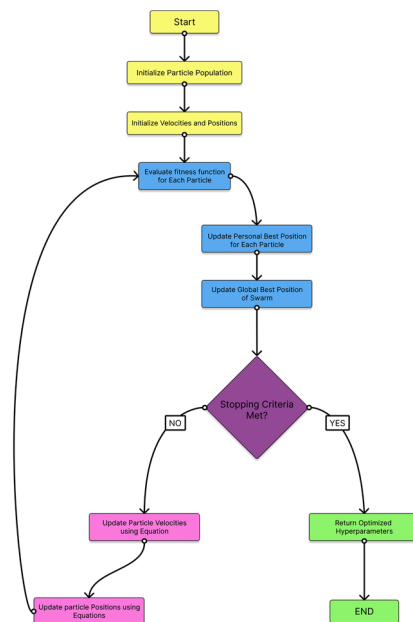 Start
Initialize Particle Population
Initialize Velocities and Positions
Evaluate fitness function
for Each Particle
Update Personal Best Position
for Each Particle
Update Global Best Position
of Swarm
Stopping Criteria
Met?
NO
YES
Update Particle Velocities
using Equation
Return Optimized
Hyperparameters
Update particle Positions using
Equations
END